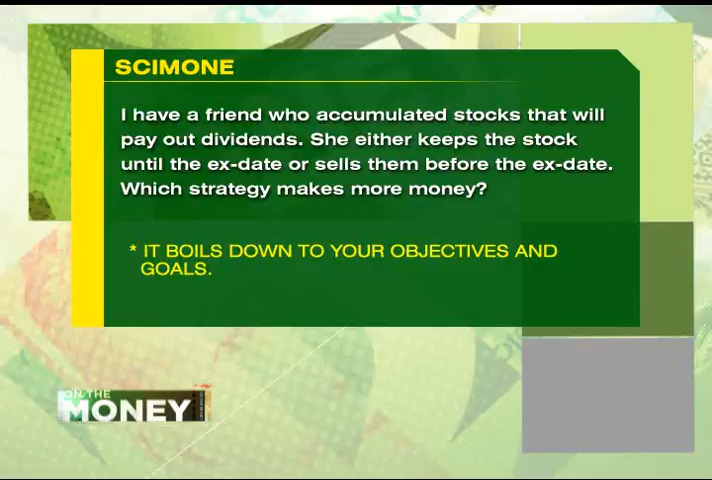 SCIMONE
I have a friend who accumulated stocks that will
pay out dividends. She either keeps the stock
until the ex-date or sells them before the ex-date.
Which strategy makes more money?
* IT BOILS DOWN TO YOUR OBJECTIVES AND
GOALS.
ON THE
MONEY